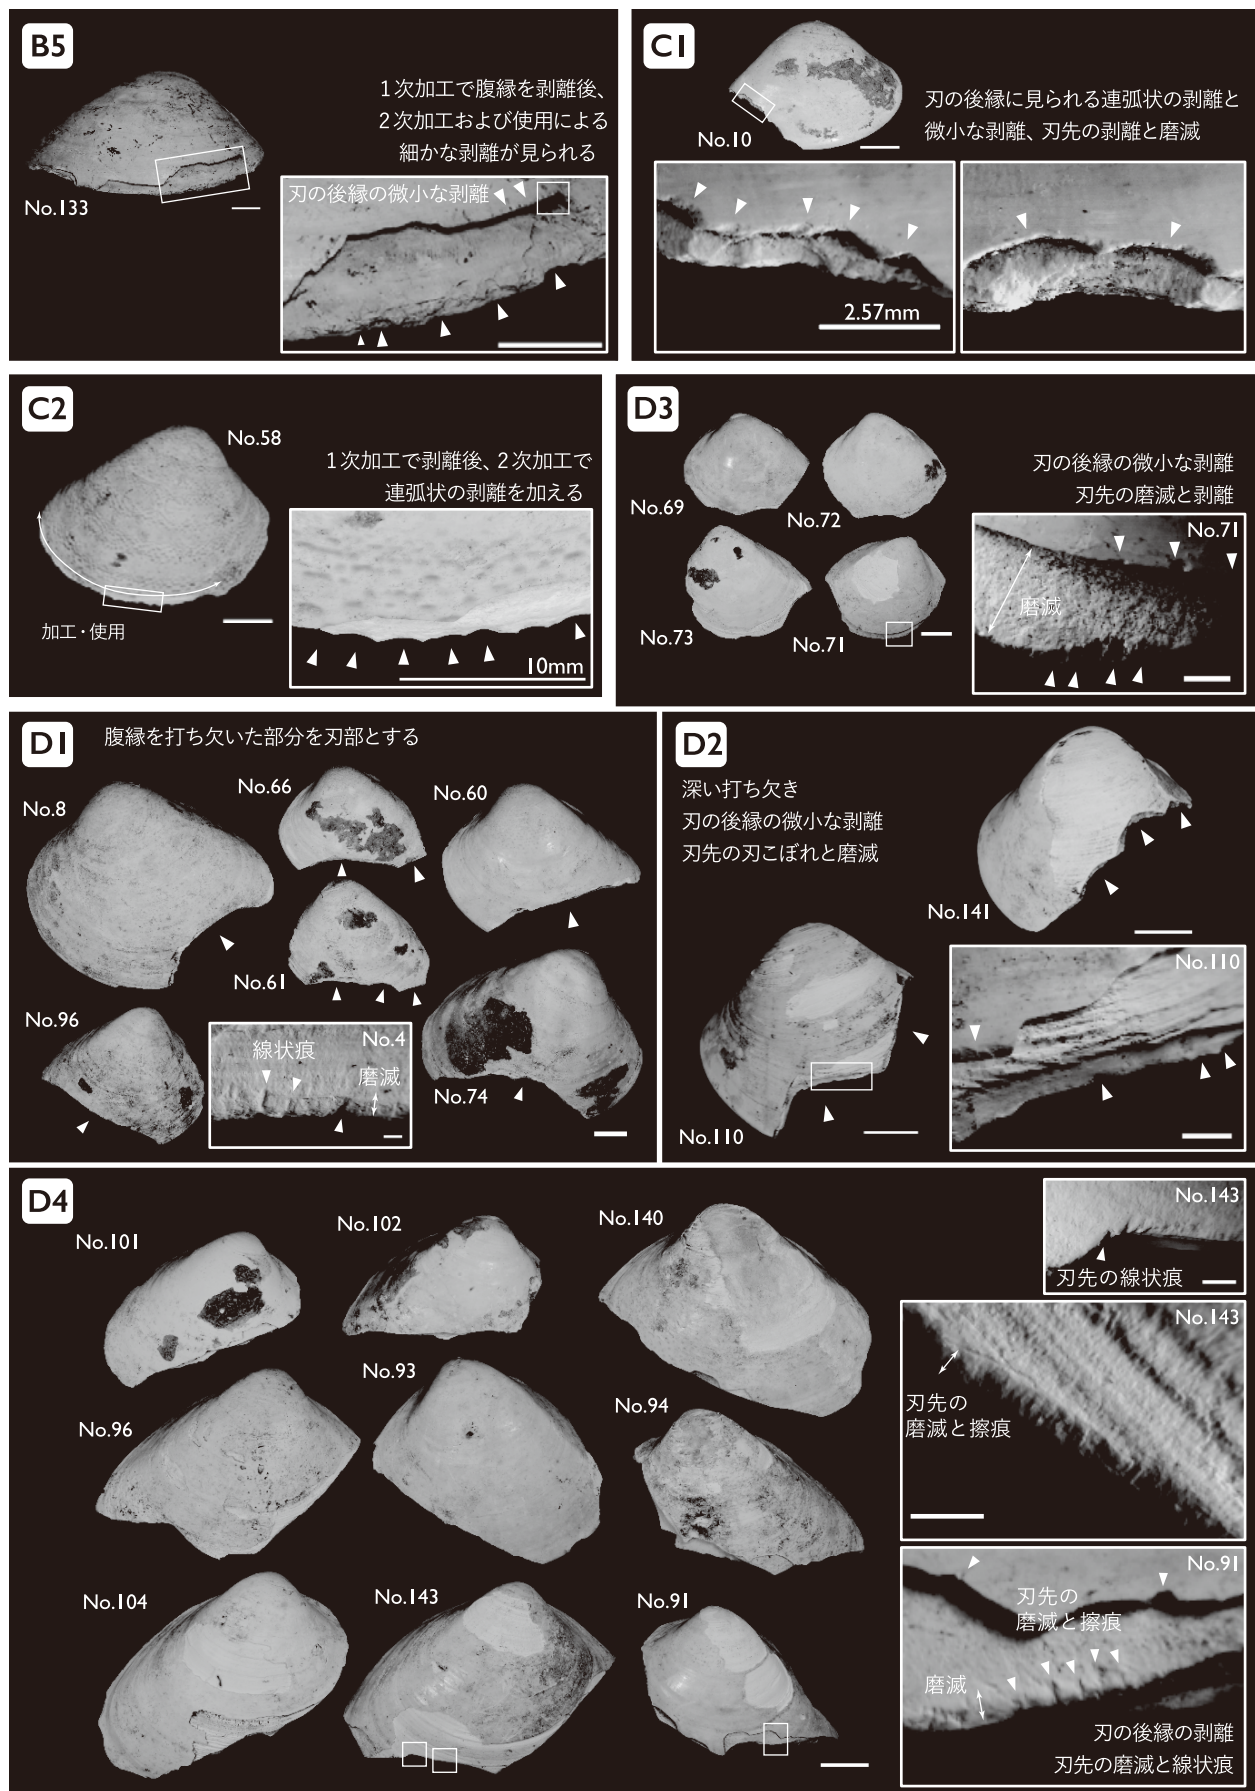 B5
1次加工で腹縁を剥離後、
2次加工および使用による
細かな剥離が見られる
No.133
刃の後縁の微小な剥離
C1
No.10
刃の後縁に見られる連弧状の剥離と
微小な剥離、刃先の剥離と磨滅
2.57mm
C2
No.58
1次加工で剥離後、2次加工で
連弧状の剥離を加える
加工・使用
10mm
D3
No.69
No.72
No.73
No.71
刃の後縁の微小な剥離
刃先の磨滅と剥離
No.71
磨滅
D1
腹縁を打ち欠いた部分を刃部とする
No.8
No.66
No.60
No.61
No.96
No.4
線状痕
磨滅
No.74
D2
深い打ち欠き
刃の後縁の微小な剥離
刃先の刃こぼれと磨滅
No.141
No.110
No.110
D4
No.101
No.102
No.140
No.96
No.93
No.94
No.104
No.143
No.91
No.143
刃先の線状痕
No.143
刃先の
磨滅と擦痕
No.91
刃先の
磨滅と擦痕
磨滅
刃の後縁の剥離
刃先の磨滅と線状痕